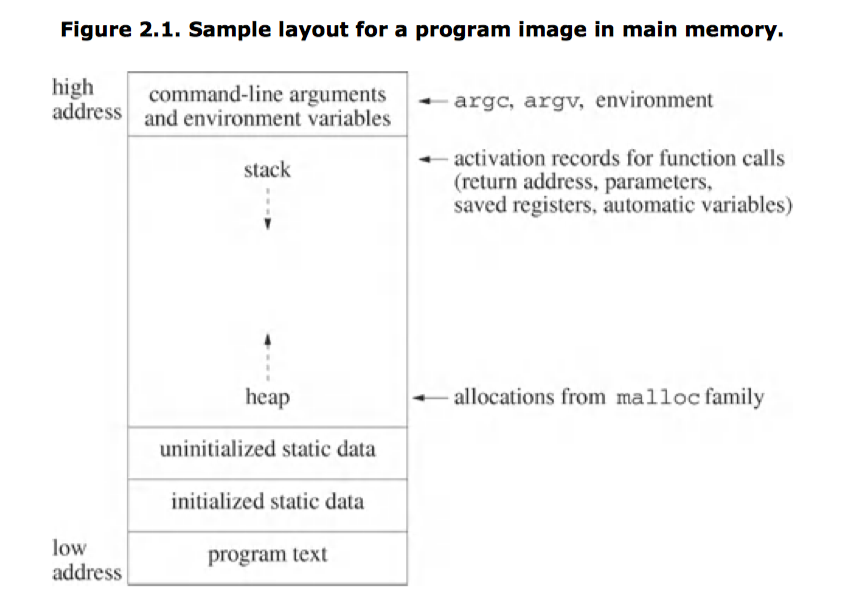 Figure 2.1. Sample layout for a program image in main memory.
high
address
command-line arguments
and environment variables
argc, argv, environment
stack
activation records for function calls
(return address, parameters,
saved registers, automatic variables)
heap
allocations from malloc family
uninitialized static data
initialized static data
low
address
program text